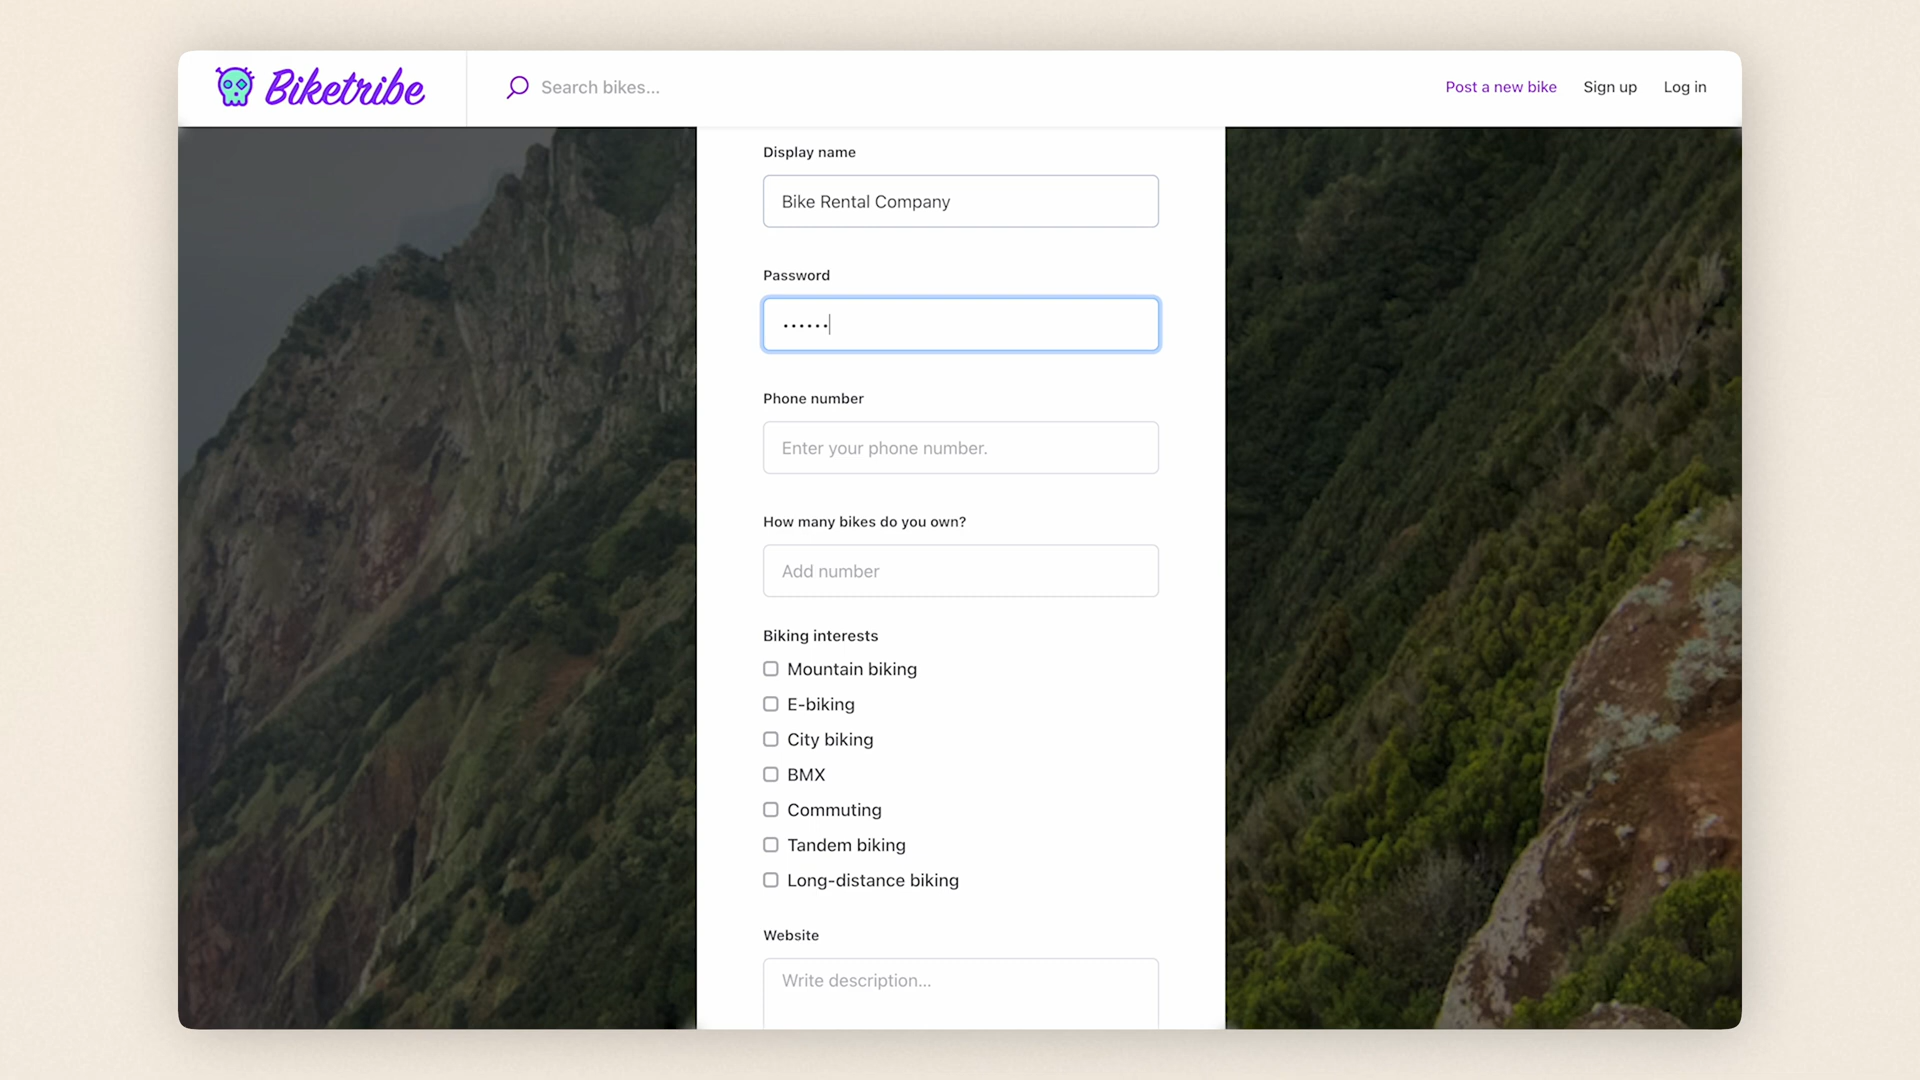 Biketribe
Search bikes...
Post a new bike
Sign up
Log in
Display name
Bike Rental Company
Password
••••••
Phone number
Enter your phone number.
How many bikes do you own?
Add number
Biking interests
Mountain biking
E-biking
City biking
BMX
Commuting
Tandem biking
Long-distance biking
Website
Write description...